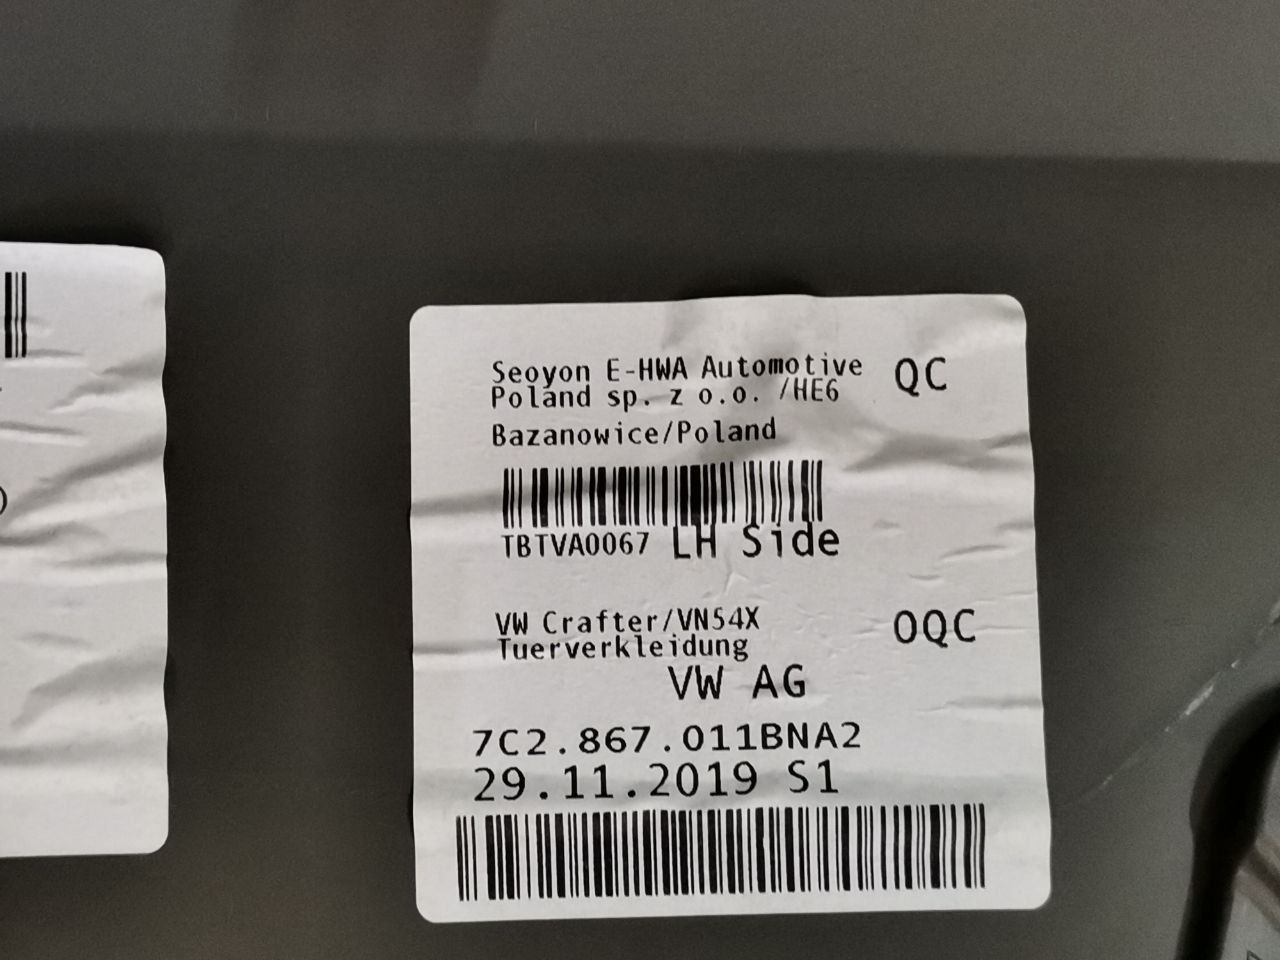 Seoyon E-HWA Automotive
Poland sp. z o.o. /HE6
QC
Bazanowice/Poland
TBTVA0067 LH Side
VW Crafter/VN54X
Tuerverkleidung
OQC
VW AG
7C2.867.011BNA2
29.11.2019 S1